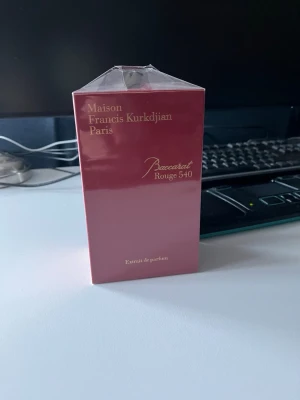 Maison
Francis Kurkdjian
Paris
Baccarat
Rouge 540
Extrait de parfum